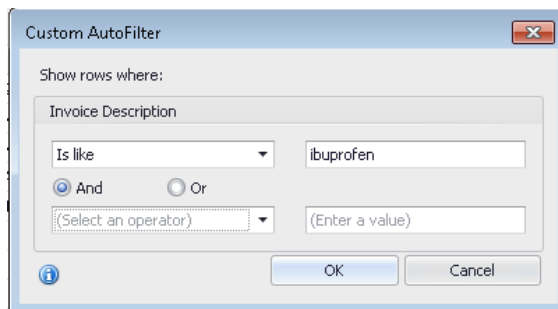 Custom AutoFilter
Show rows where:
Invoice Description
Is like ibuprofen
And Or
(Select an operator) (Enter a value)
OK Cancel